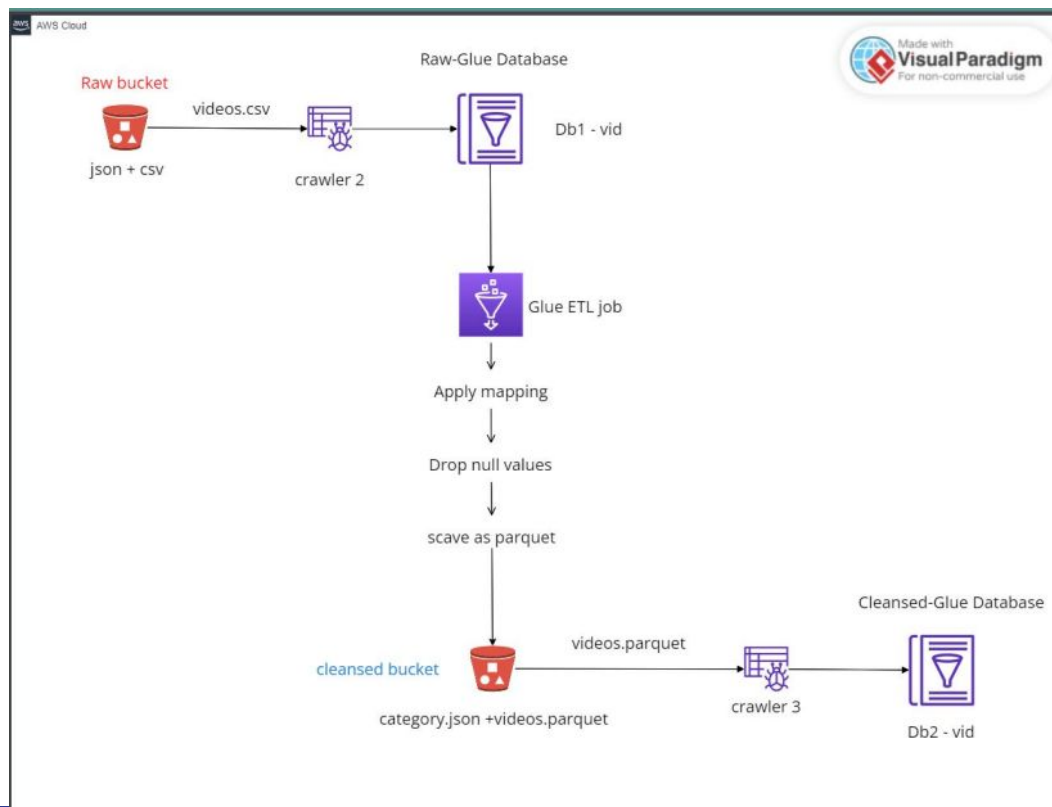 aws
AWS Cloud
Made with
Visual Paradigm
For non-commercial use
Raw-Glue Database
Raw bucket
videos.csv
Db1 - vid
json + csv
crawler 2
Glue ETL job
Apply mapping
Drop null values
scave as parquet
Cleansed-Glue Database
videos.parquet
cleansed bucket
crawler 3
category.json +videos.parquet
Db2 - vid